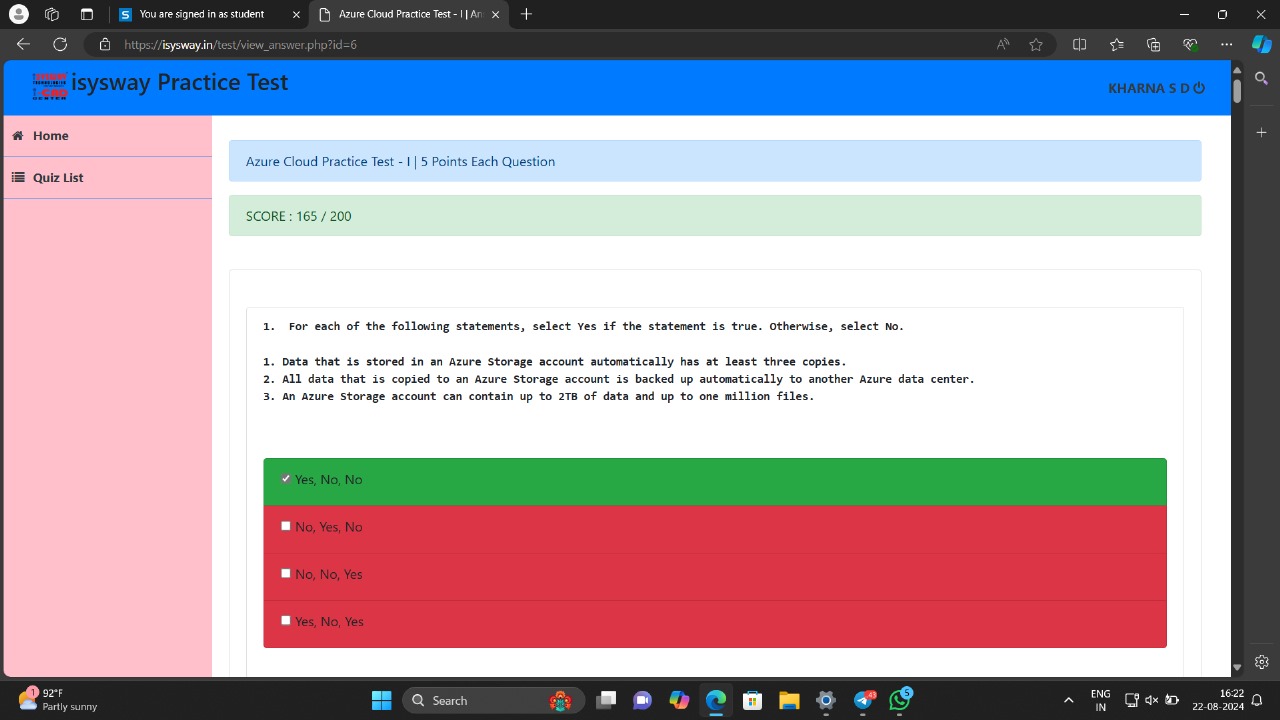 You are signed in as student
Azure Cloud Practice Test - I | An
https://isysway.in/test/view_answer.php?id=6
isysway Practice Test
KHARNA S D
Home
Quiz List
Azure Cloud Practice Test - I | 5 Points Each Question
SCORE : 165 / 200
1. For each of the following statements, select Yes if the statement is true. Otherwise, select No.
1. Data that is stored in an Azure Storage account automatically has at least three copies.
2. All data that is copied to an Azure Storage account is backed up automatically to another Azure data center.
3. An Azure Storage account can contain up to 2TB of data and up to one million files.
Yes, No, No
No, Yes, No
No, No, Yes
Yes, No, Yes
1
92°F
Partly sunny
Search
43
5
ENG
IN
16:22
22-08-2024